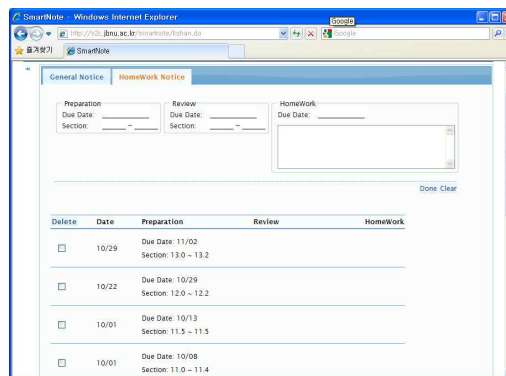 SmartNote - Windows Internet Explorer
Google
http://s2c.jbnu.ac.kr/smartnote/kshan.do
Google
즐겨찾기
SmartNote
General Notice
HomeWork Notice
Preparation
Due Date:
Section: ~
Review
Due Date:
Section: ~
HomeWork
Due Date:
Done Clear
Delete Date Preparation Review HomeWork
10/29
Due Date: 11/02
Section: 13.0 ~ 13.2
10/22
Due Date: 10/29
Section: 12.0 ~ 12.2
10/01
Due Date: 10/13
Section: 11.5 ~ 11.5
10/01
Due Date: 10/08
Section: 11.0 ~ 11.4